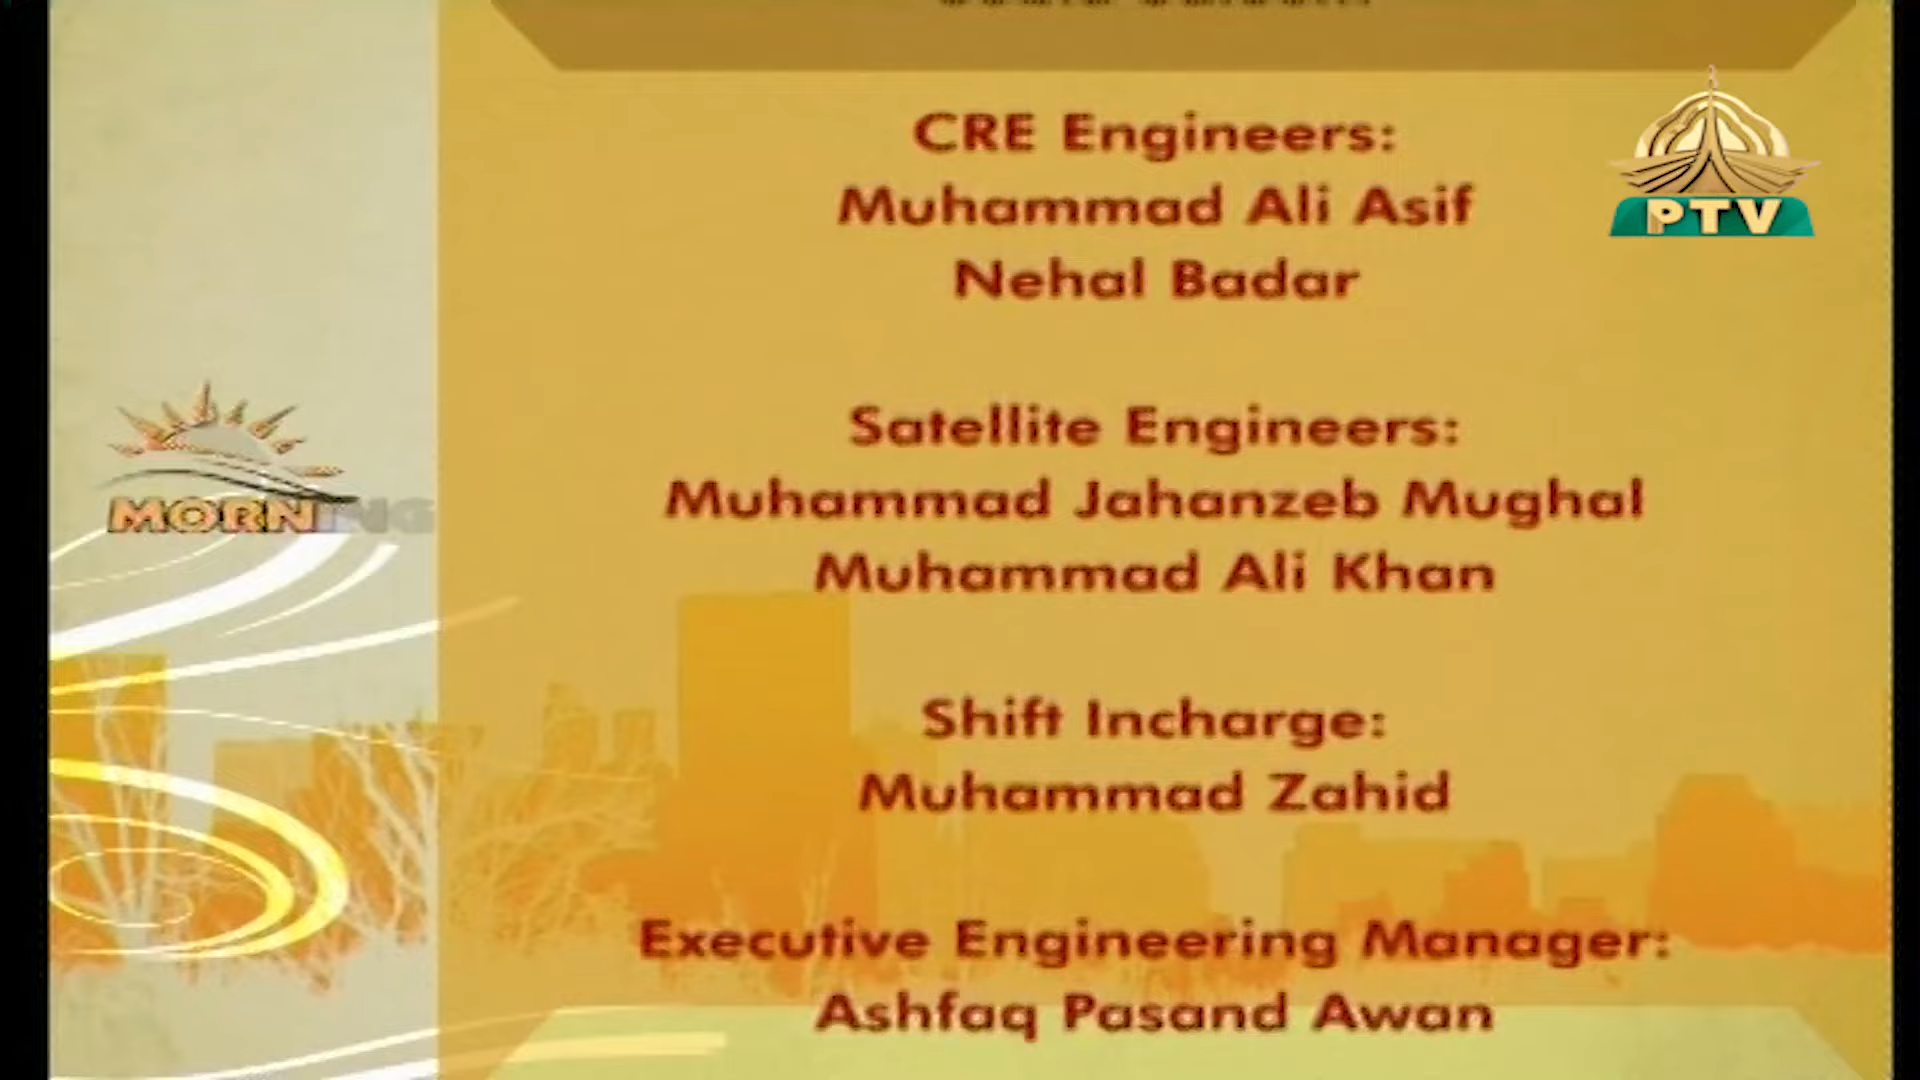 CRE Engineers:
Muhammad Ali Asif
Nehal Badar
Satellite Engineers:
Muhammad Jahanzeb Mughal
Muhammad Ali Khan
Shift Incharge:
Muhammad Zahid
Executive Engineering Manager:
Ashfaq Pasand Awan
PTV
MORNING